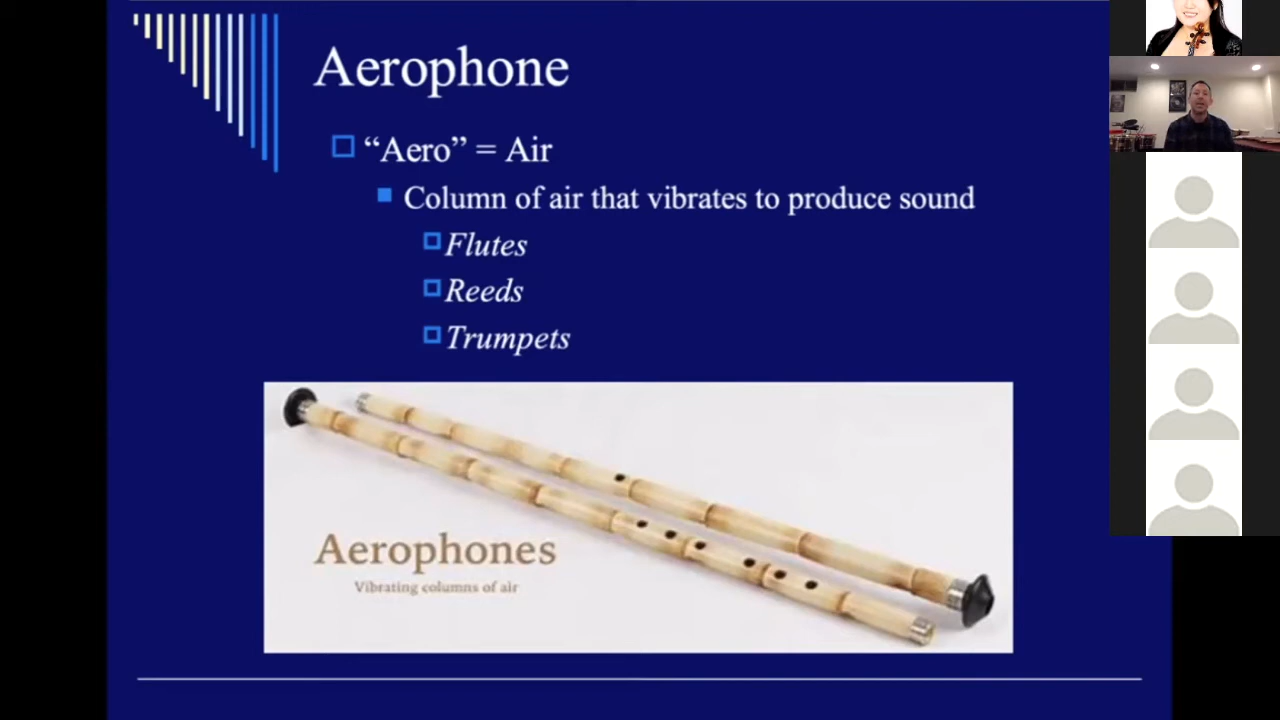 Aerophone
“Aero” = Air
Column of air that vibrates to produce sound
Flutes
Reeds
Trumpets
Aerophones
Vibrating columns of air